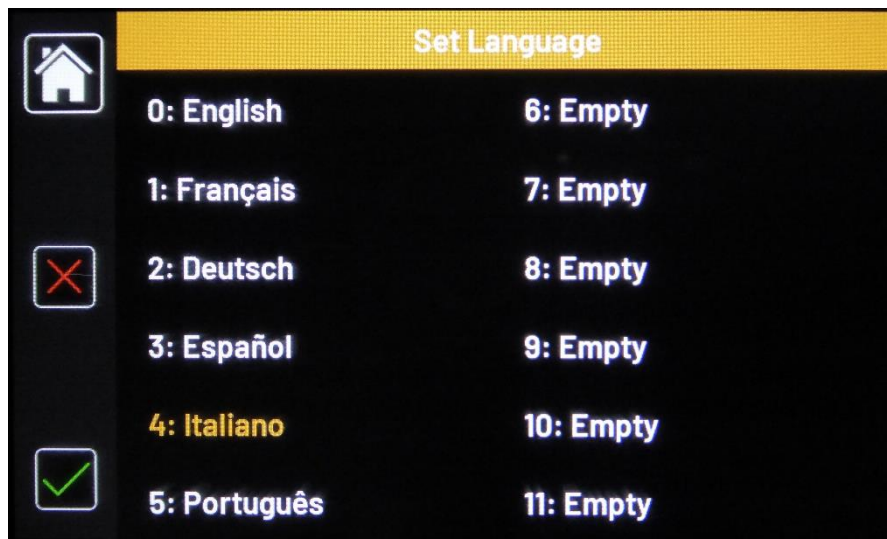 Set Language
0: English
1: Français
2: Deutsch
3: Español
4: Italiano
5: Português
6: Empty
7: Empty
8: Empty
9: Empty
10: Empty
11: Empty